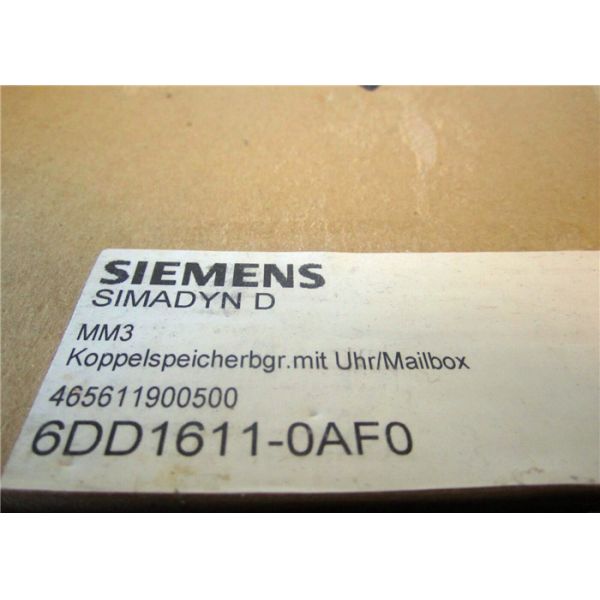 SIEMENS
SIMADYN D
MM3
Koppelspeicherbgr.mit Uhr/Mailbox
465611900500
6DD1611-0AF0